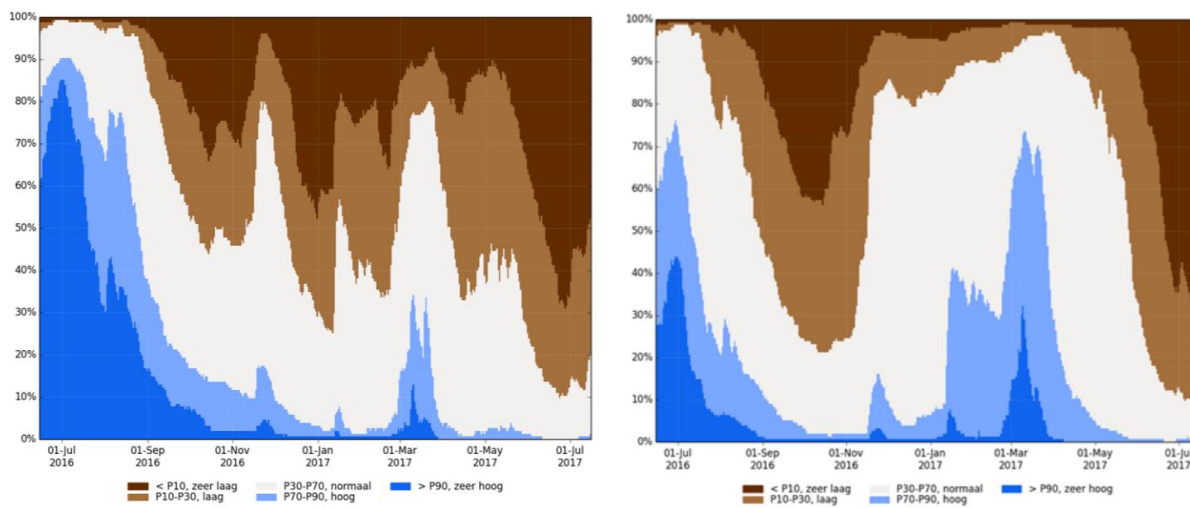 100%
90%
80%
70%
60%
50%
40%
30%
20%
10%
0%
01-Jul 01-Sep 01-Nov 01-Jan 01-Mar 01-May 01-Jul
2016 2016 2016 2017 2017 2017 2017
< P10, zeer laag P30-P70, normaal > P90, zeer hoog
P10-P30, laag P70-P90, hoog
100%
90%
80%
70%
60%
50%
40%
30%
20%
10%
0%
01-Jul 01-Sep 01-Nov 01-Jan 01-Mar 01-May 01-Ju
2016 2016 2016 2017 2017 2017 2017
< P10, zeer laag P30-P70, normaal > P90, zeer hoog
P10-P30, laag P70-P90, hoog